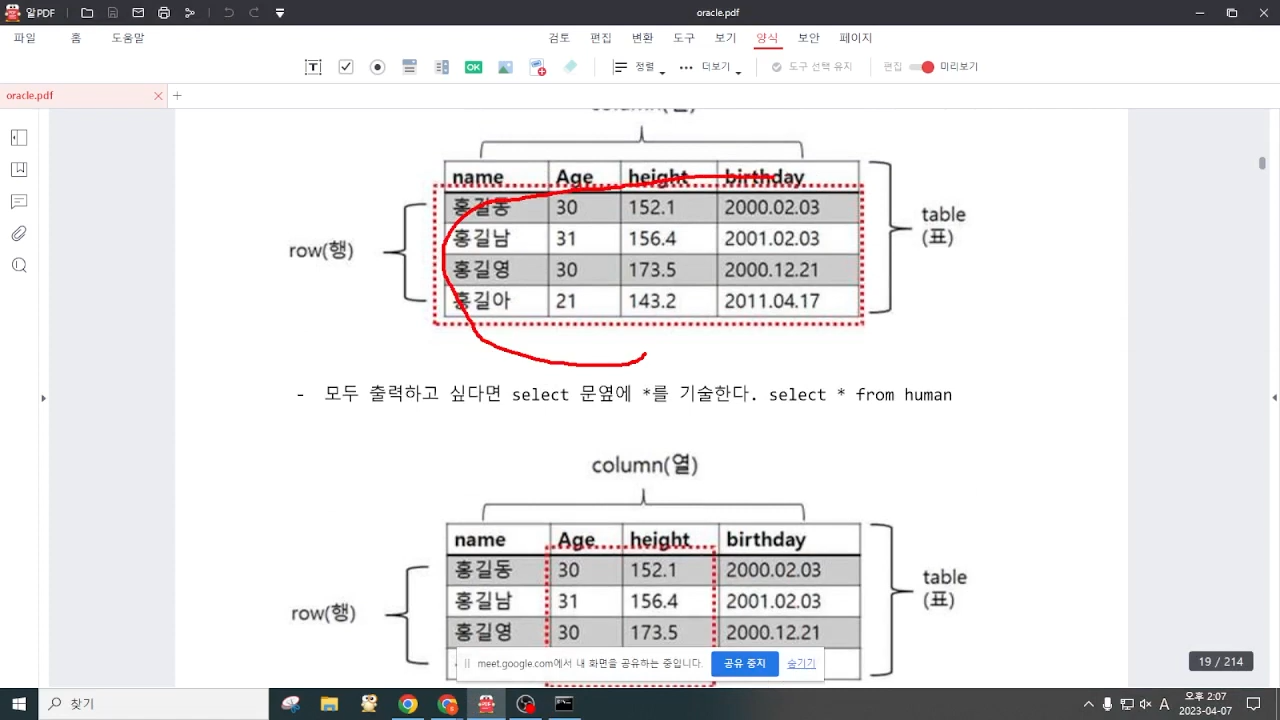 알PDF
oracle.pdf
파일 홈 도움말 검토 편집 변환 도구 보기 양식 보안 페이지
T OK 정렬 더보기 도구 선택 유지 편집 미리보기
oracle.pdf
name Age height birthday
홍길동 30 152.1 2000.02.03
홍길남 31 156.4 2001.02.03
홍길영 30 173.5 2000.12.21
홍길아 21 143.2 2011.04.17
row(행)
table
(표)
- 모두 출력하고 싶다면 select 문옆에 *를 기술한다. select * from human
column(열)
name Age height birthday
홍길동 30 152.1 2000.02.03
홍길남 31 156.4 2001.02.03
홍길영 30 173.5 2000.12.21
row(행)
table
(표)
meet.google.com에서 내 화면을 공유하는 중입니다. 공유 중지 숨기기
19 / 214
찾기
A 오후 2:07
2023-04-07